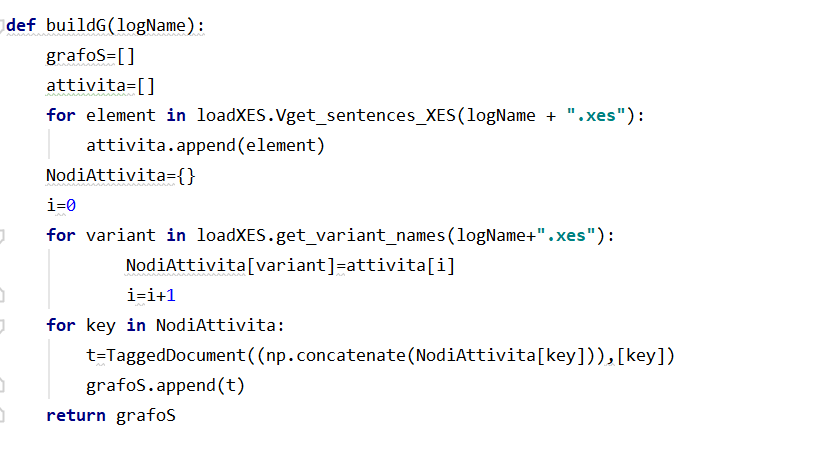 def buildG(logName):
    grafoS=[]
    attivita=[]
    for element in loadXES.Vget_sentences_XES(logName + ".xes"):
        attivita.append(element)
    NodiAttivita={}
    i=0
    for variant in loadXES.get_variant_names(logName+".xes"):
            NodiAttivita[variant]=attivita[i]
            i=i+1
    for key in NodiAttivita:
        t=TaggedDocument((np.concatenate(NodiAttivita[key])),[key])
        grafoS.append(t)
    return grafoS